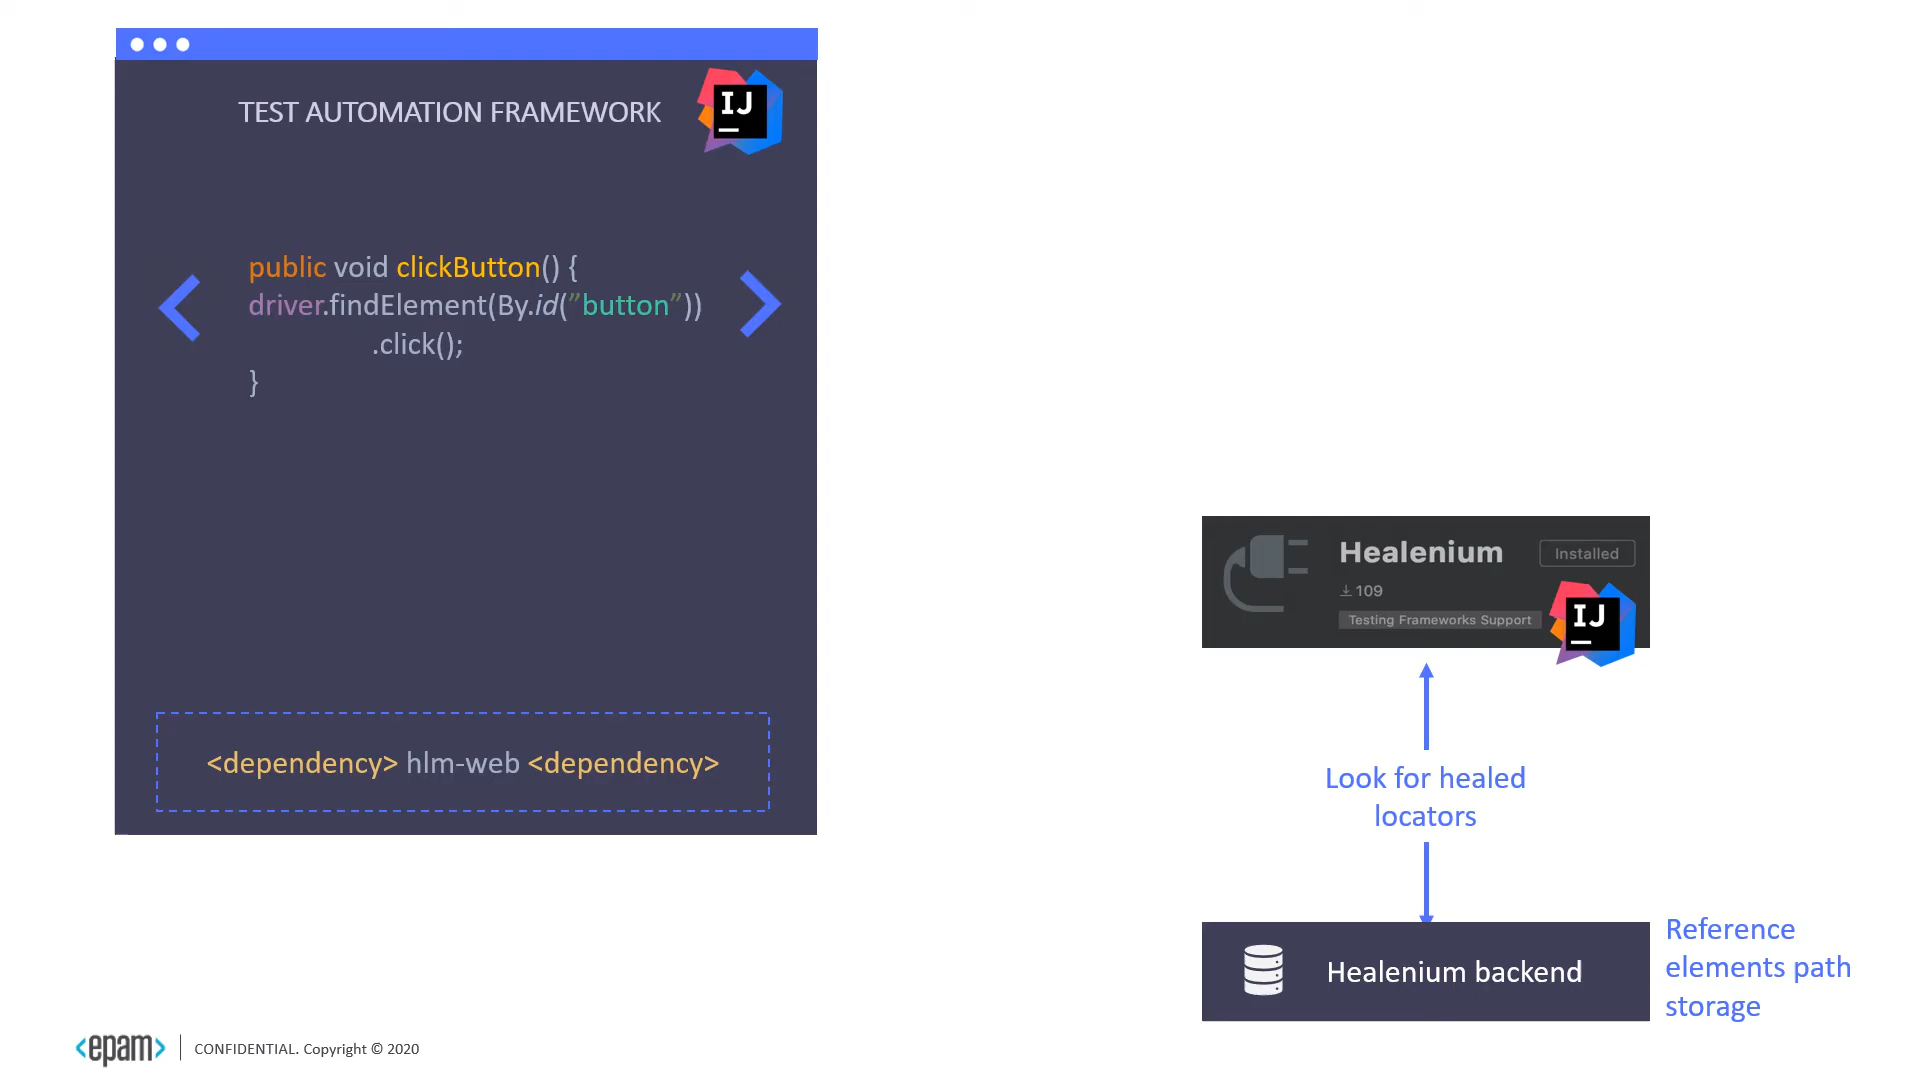 TEST AUTOMATION FRAMEWORK
IJ
public void clickButton() {
driver.findElement(By.id(”button”))
.click();
}
<dependency> hlm-web <dependency>
Healenium
Installed
109
Testing Frameworks Support
IJ
Look for healed
locators
Healenium backend
Reference
elements path
storage
<epam>
CONFIDENTIAL. Copyright © 2020